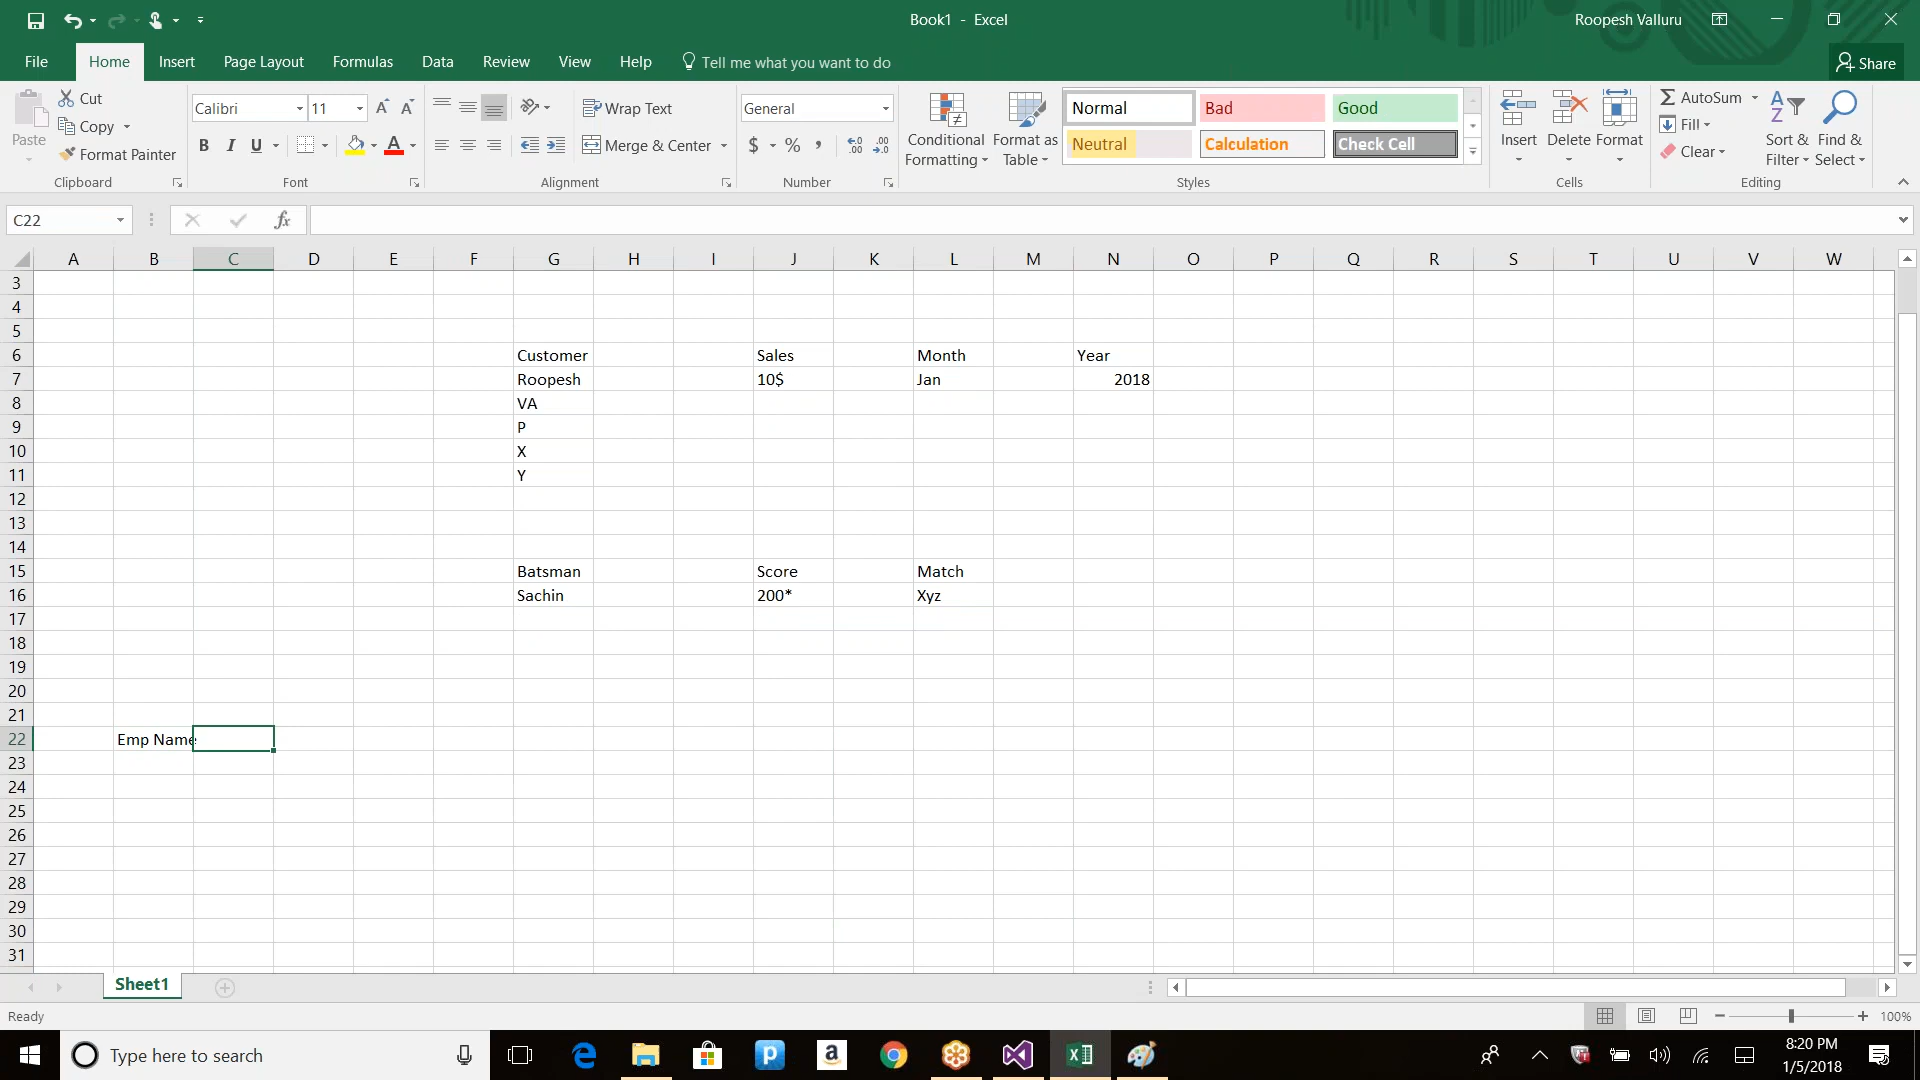 Book1 - Excel
Roopesh Valluru
File Home Insert Page Layout Formulas Data Review View Help Tell me what you want to do
Share
Paste
Cut
Copy
Format Painter
Clipboard
Calibri 11
B I U
Font
Wrap Text
Merge & Center
Alignment
General
$ % ,
Number
Conditional Formatting
Format as Table
Normal Bad Good
Neutral Calculation Check Cell
Styles
Insert Delete Format
Cells
AutoSum
Fill
Clear
Sort & Filter
Find & Select
Editing
C22
fx
A B C D E F G H I J K L M N O P Q R S T U V W
3
4
5
6 Customer Sales Month Year
7 Roopesh 10$ Jan 2018
8 VA
9 P
10 X
11 Y
12
13
14
15 Batsman Score Match
16 Sachin 200* Xyz
17
18
19
20
21
22 Emp Name
23
24
25
26
27
28
29
30
31
Sheet1
Ready
100%
Type here to search
8:20 PM
1/5/2018